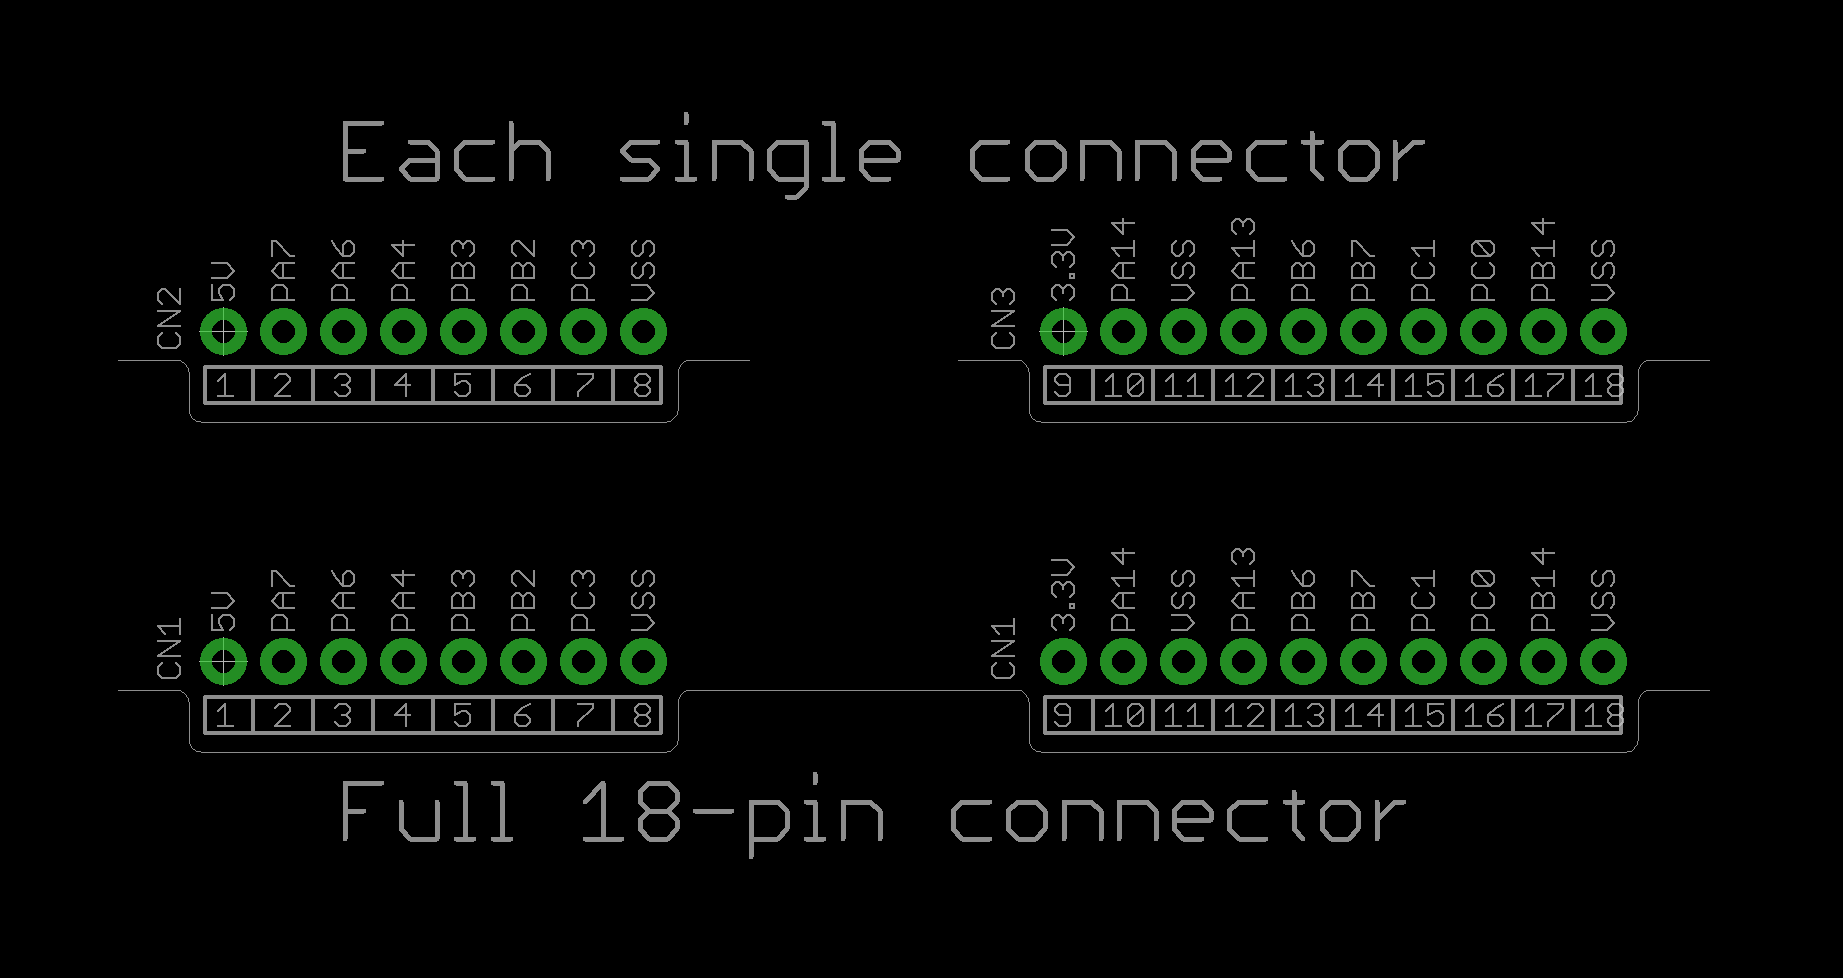 Each single connector
CN2 5V PA7 PA6 PA4 PB3 PB2 PC3 VSS
1 2 3 4 5 6 7 8
CN3 3.3V PA14 VSS PA13 PB6 PB7 PC1 PC0 PB14 VSS
9 10 11 12 13 14 15 16 17 18
CN1 5V PA7 PA6 PA4 PB3 PB2 PC3 VSS
1 2 3 4 5 6 7 8
CN1 3.3V PA14 VSS PA13 PB6 PB7 PC1 PC0 PB14 VSS
9 10 11 12 13 14 15 16 17 18
Full 18-pin connector